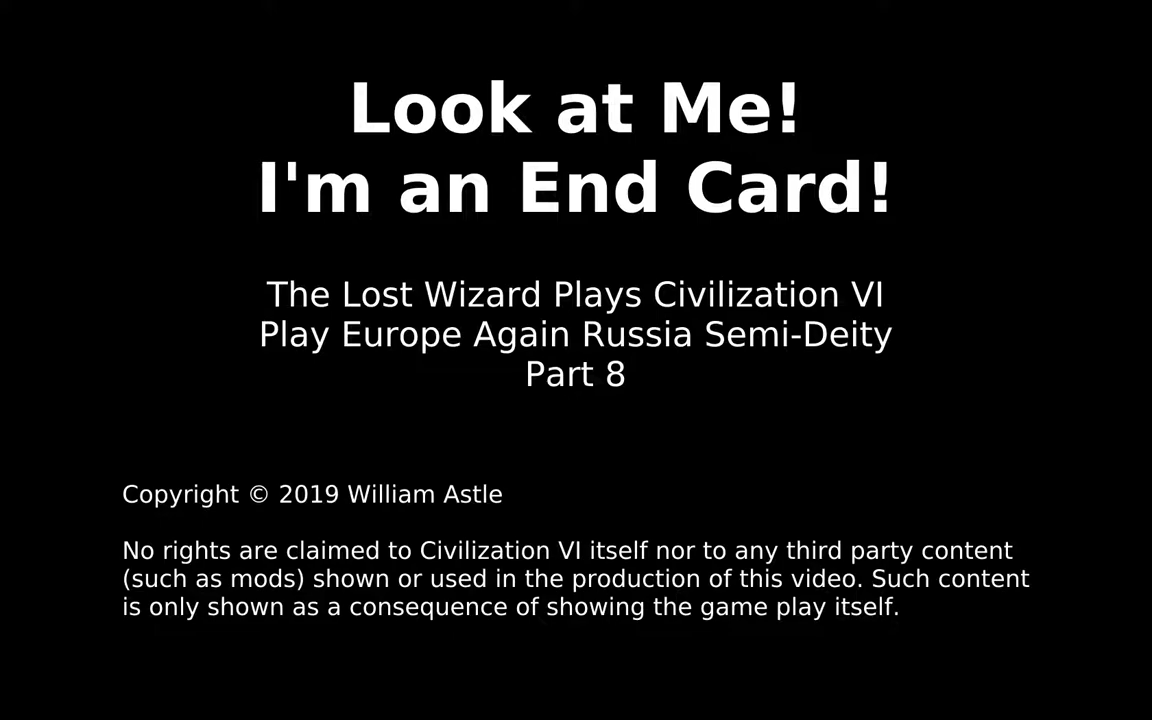 Look at Me!
I'm an End Card!
The Lost Wizard Plays Civilization VI
Play Europe Again Russia Semi-Deity
Part 8
Copyright © 2019 William Astle
No rights are claimed to Civilization VI itself nor to any third party content
(such as mods) shown or used in the production of this video. Such content
is only shown as a consequence of showing the game play itself.